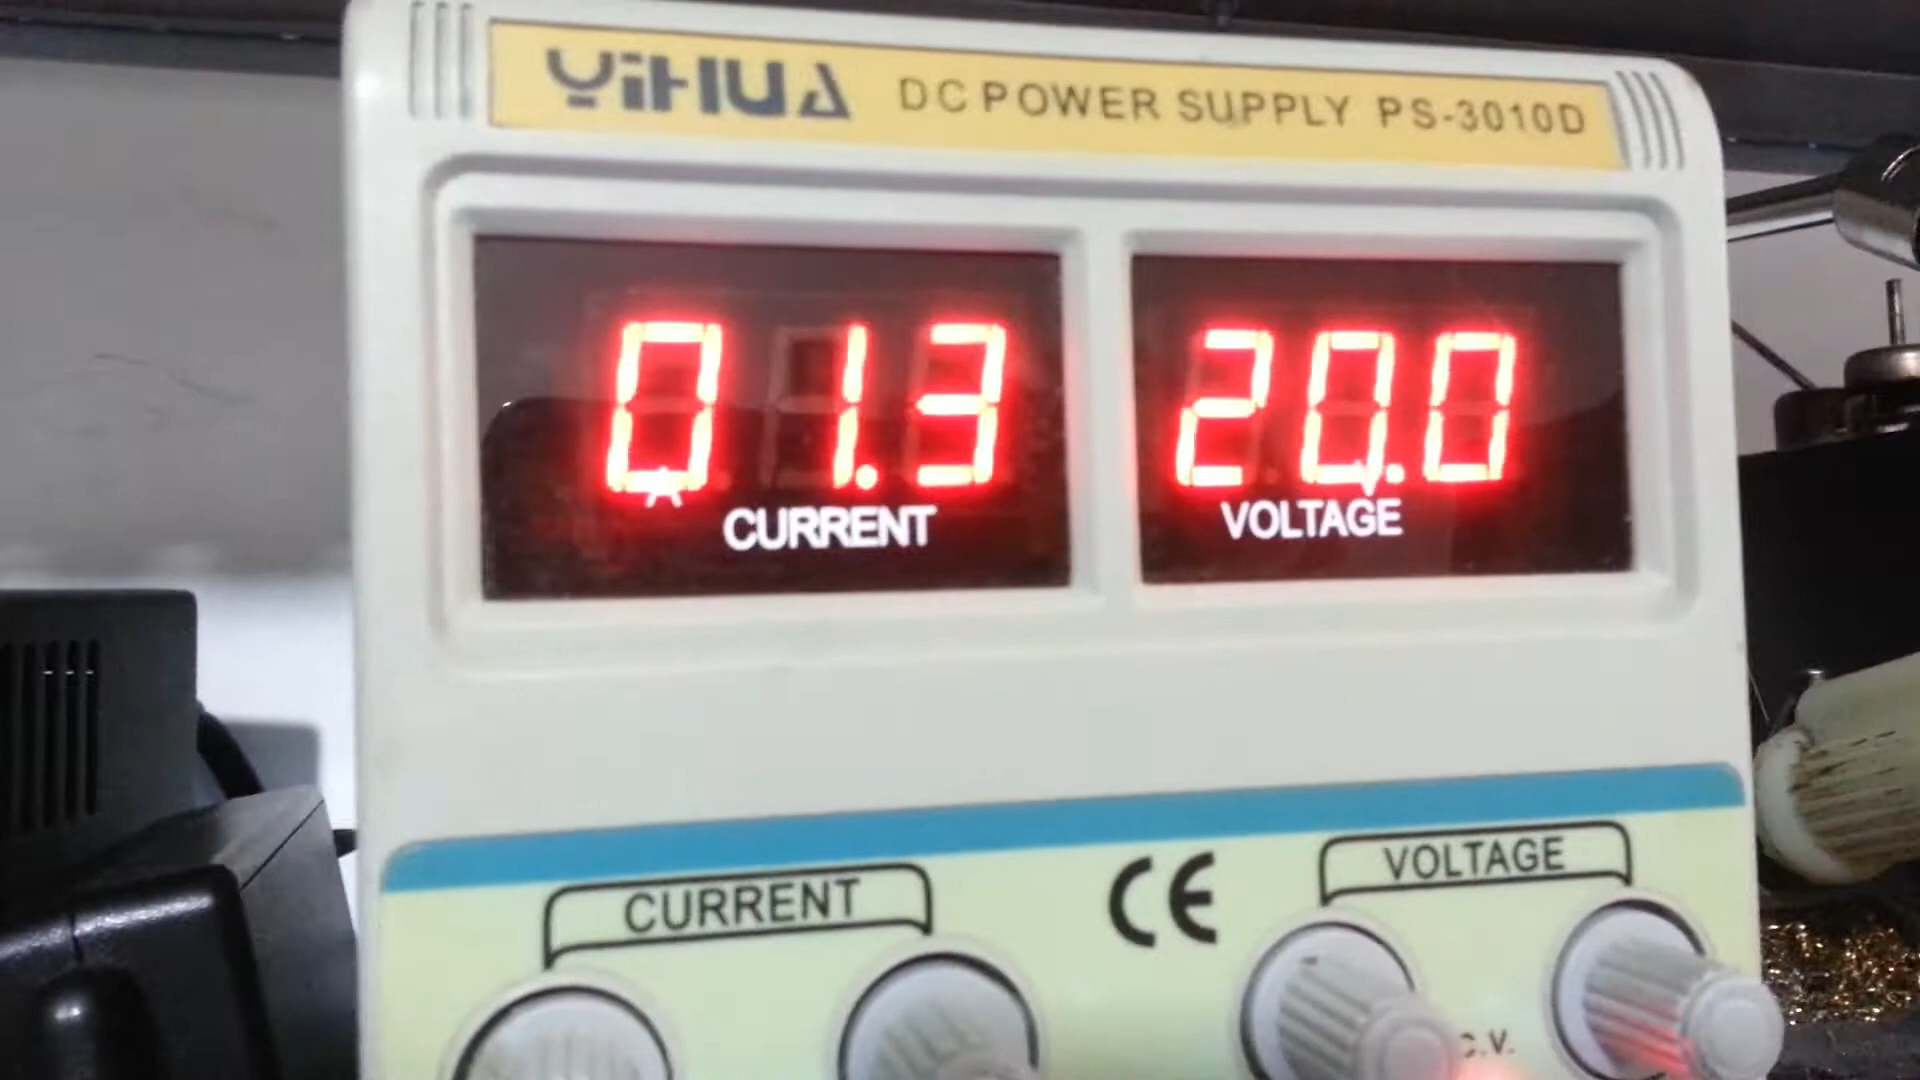 YiHUA DC POWER SUPPLY PS-3010D
01.3 20.0
A V
CURRENT VOLTAGE
CURRENT CE VOLTAGE
C.V.